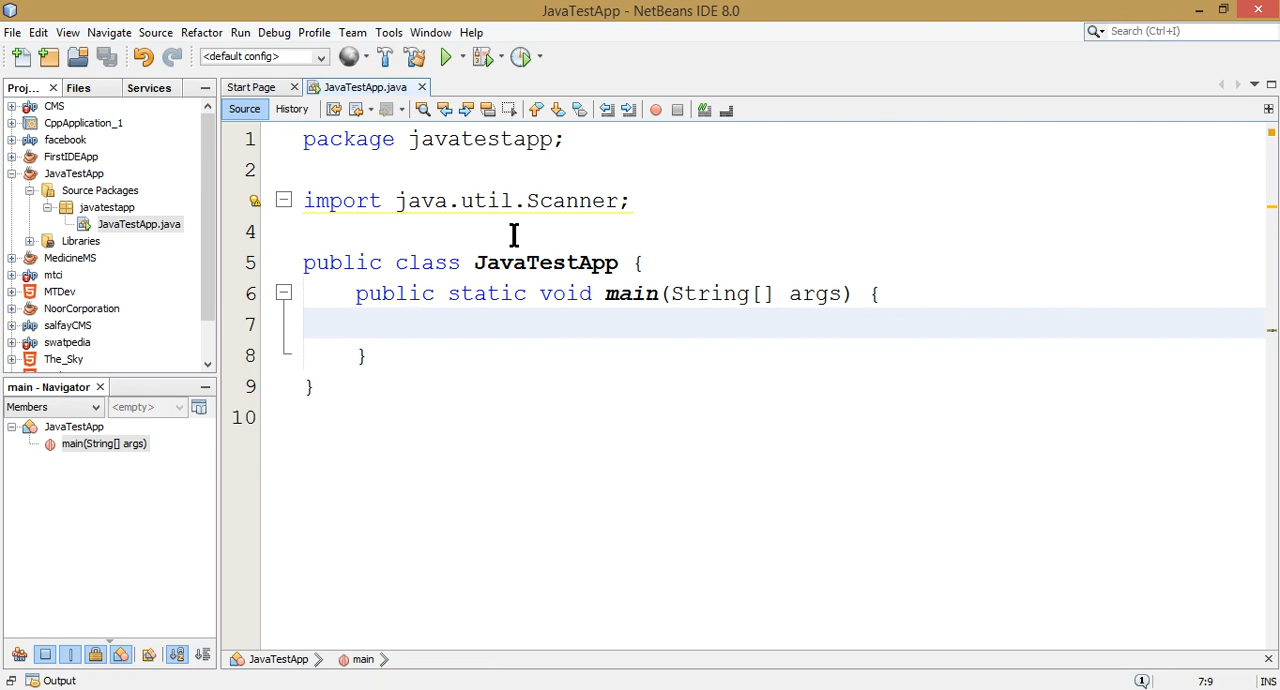 JavaTestApp - NetBeans IDE 8.0
File Edit View Navigate Source Refactor Run Debug Profile Team Tools Window Help
Search (Ctrl+I)
<default config>
Proj... Files Services
Start Page JavaTestApp.java
Source History
CMS
CppApplication_1
facebook
FirstIDEApp
JavaTestApp
Source Packages
javatestapp
JavaTestApp.java
Libraries
MedicineMS
mtci
MTDev
NoorCorporation
salfayCMS
swatpedia
The_Sky
main - Navigator
Members <empty>
JavaTestApp
main(String[] args)
1 package javatestapp;
2
import java.util.Scanner;
4
5 public class JavaTestApp {
6 public static void main(String[] args) {
7
8 }
9 }
10
JavaTestApp main
Output
1 7:9 INS